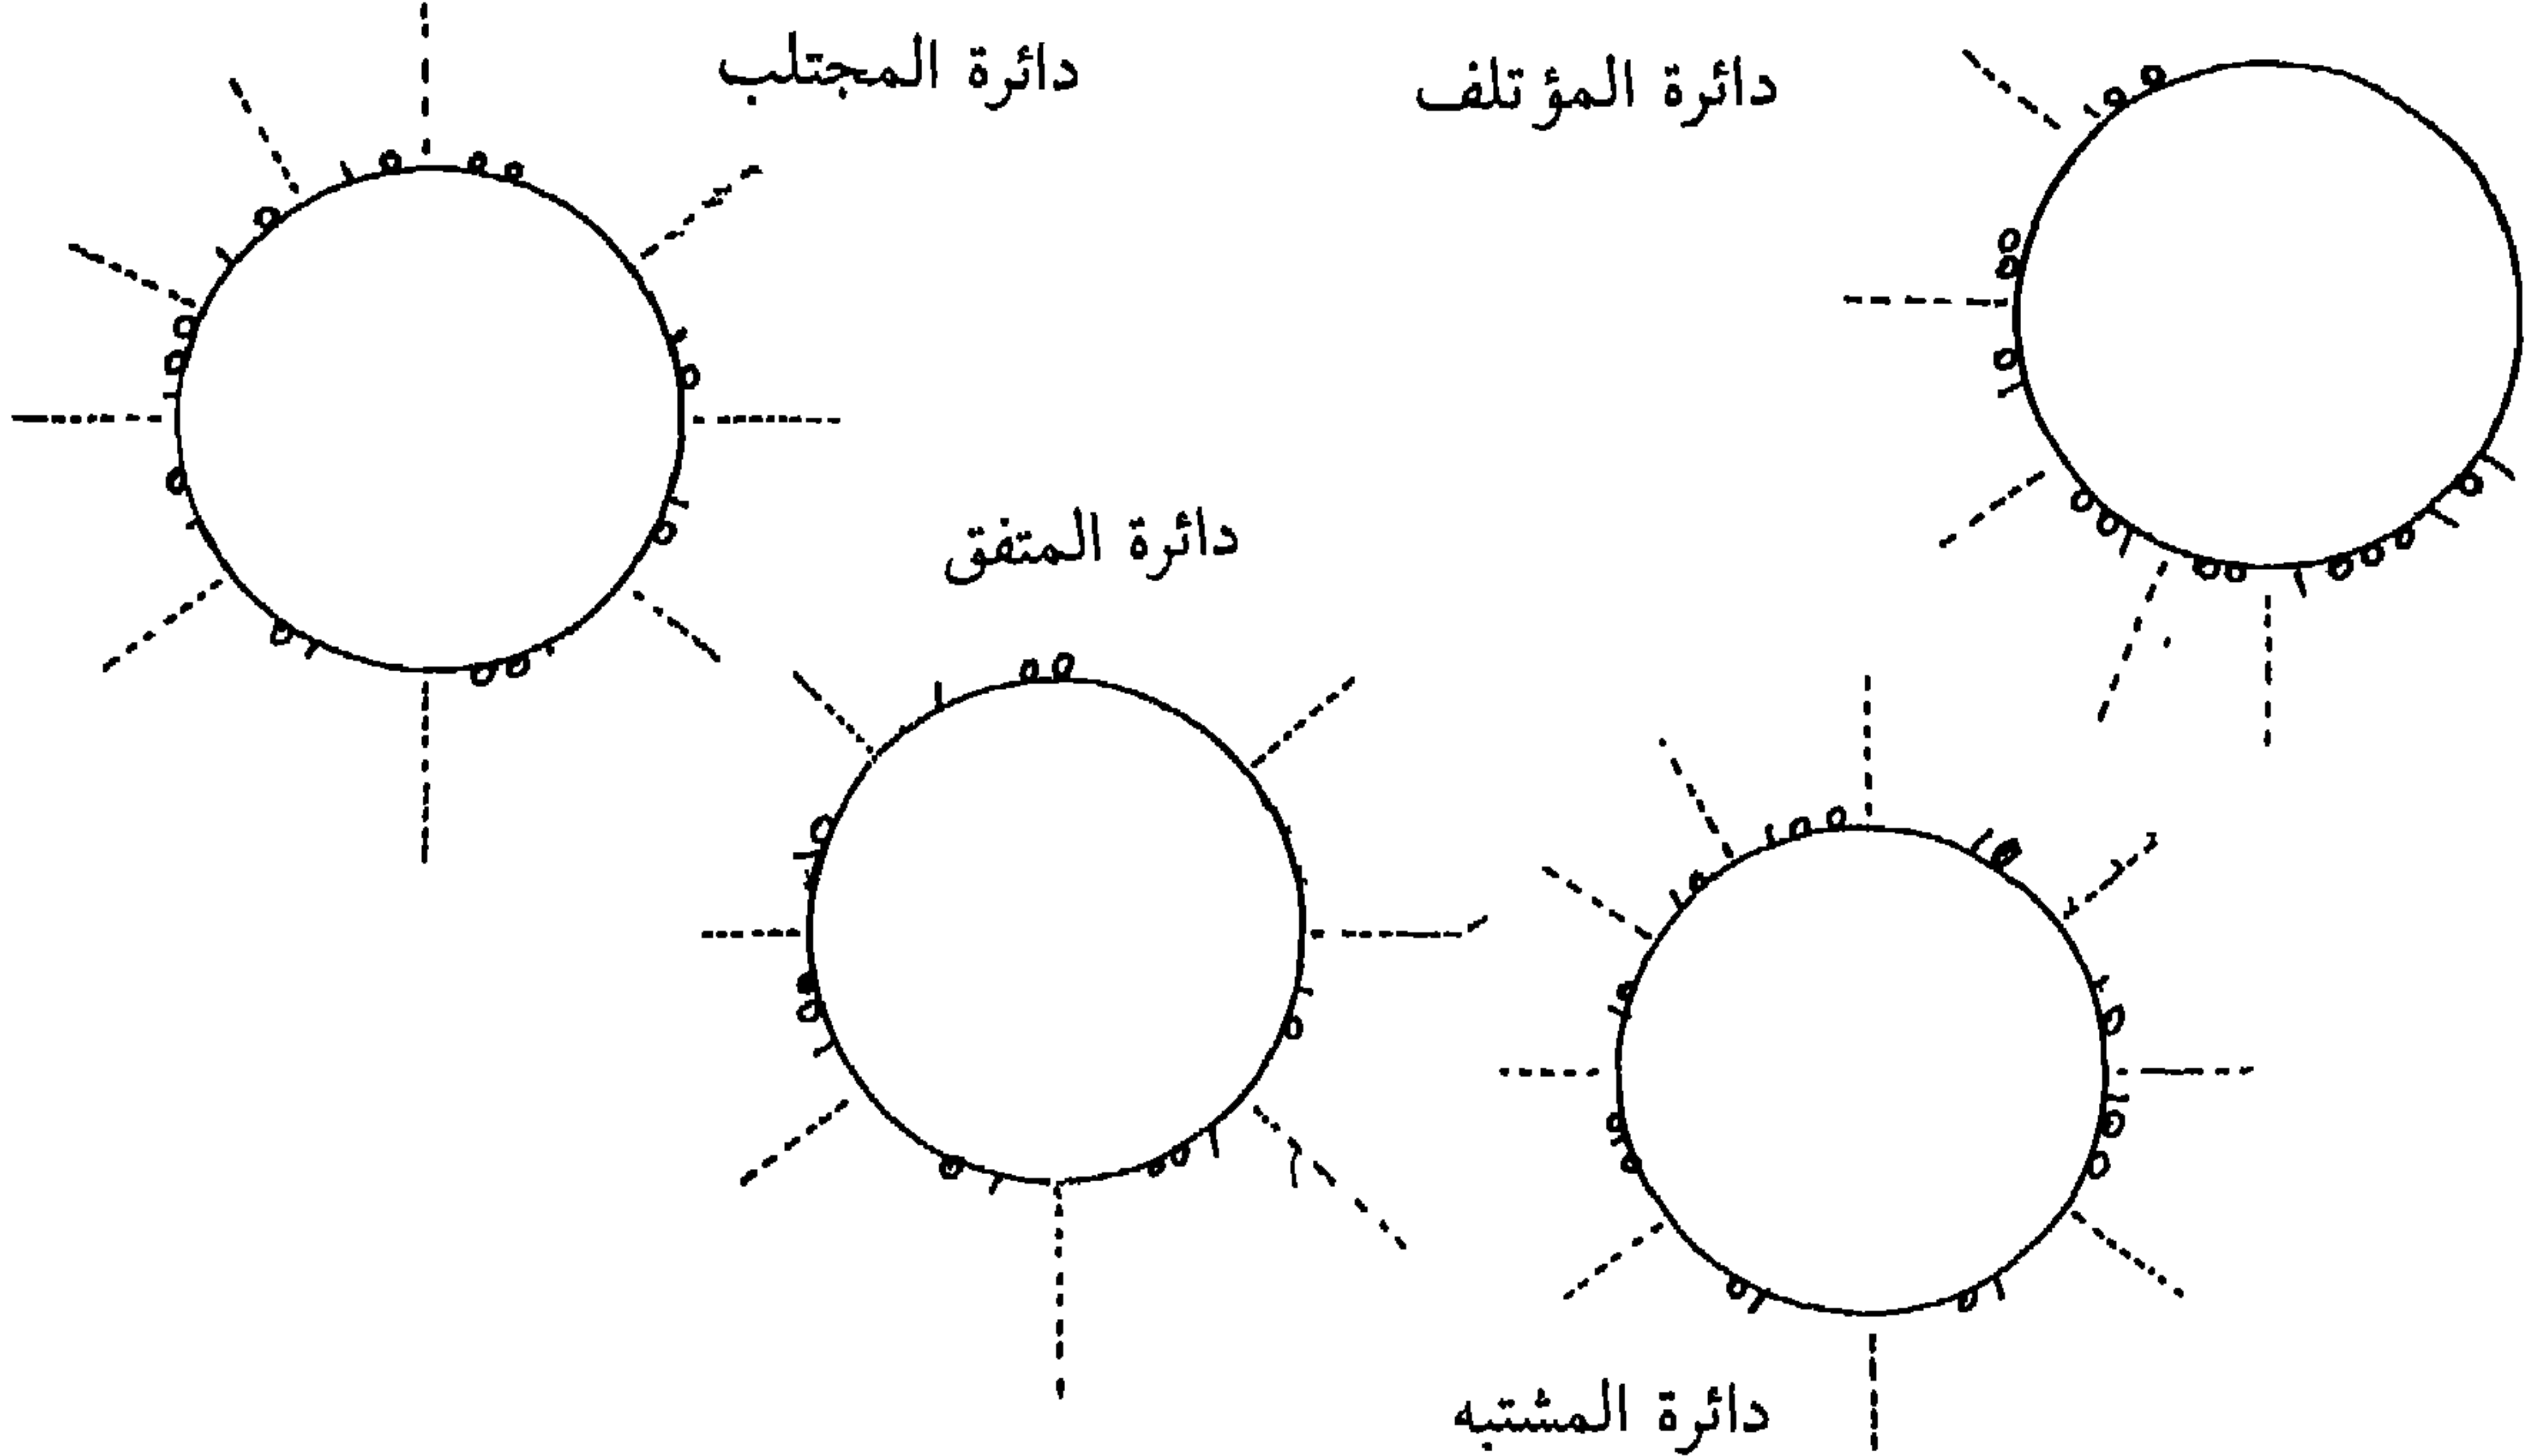 دائرة المؤتلف
دائرة المجتلب
دائرة المتفق
دائرة المشتبه